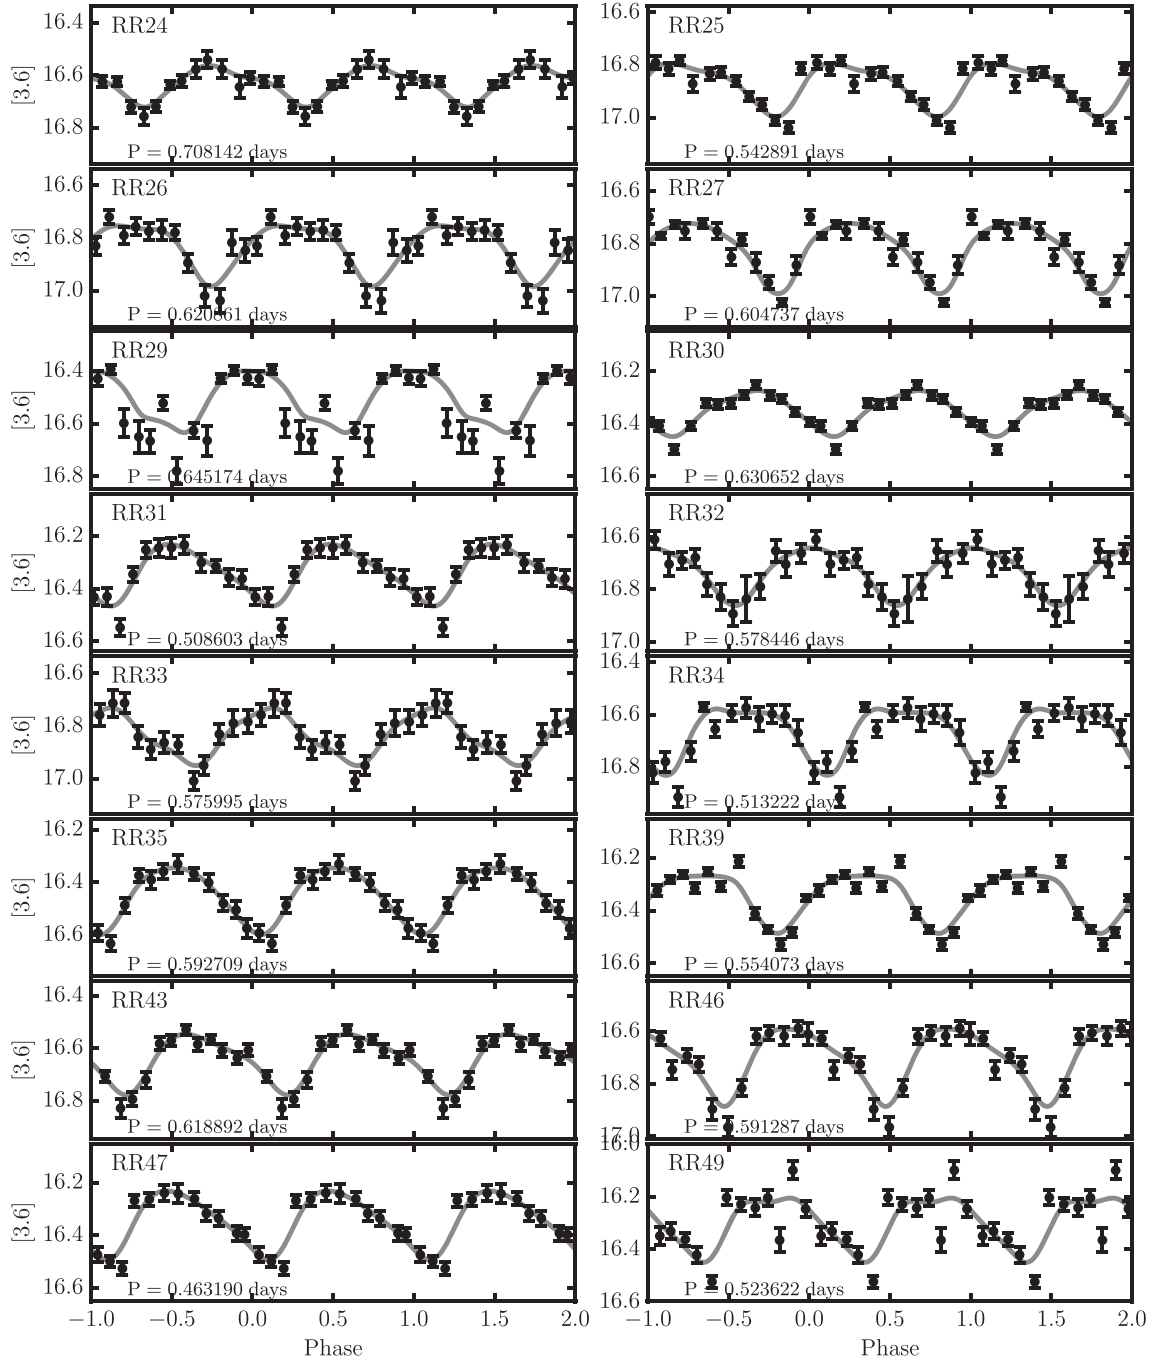 RR24
16.4
16.6
16.8
[3.6]
P = 0.708142 days
RR25
16.6
16.8
17.0
P = 0.542891 days
RR26
16.6
16.8
17.0
[3.6]
P = 0.620861 days
RR27
16.6
16.8
17.0
P = 0.604737 days
RR29
16.4
16.6
16.8
[3.6]
P = 0.645174 days
RR30
16.2
16.4
16.6
P = 0.630652 days
RR31
16.2
16.4
16.6
[3.6]
P = 0.508603 days
RR32
16.6
16.8
17.0
P = 0.578446 days
RR33
16.6
16.8
17.0
[3.6]
P = 0.575995 days
RR34
16.4
16.6
16.8
P = 0.513222 days
RR35
16.2
16.4
16.6
[3.6]
P = 0.592709 days
RR39
16.2
16.4
16.6
P = 0.554073 days
RR43
16.4
16.6
16.8
[3.6]
P = 0.618892 days
RR46
16.6
16.8
17.0
P = 0.591287 days
RR47
16.2
16.4
16.6
[3.6]
P = 0.463190 days
−1.0 −0.5 0.0 0.5 1.0 1.5 2.0
Phase
RR49
16.0
16.2
16.4
16.6
P = 0.523622 days
−1.0 −0.5 0.0 0.5 1.0 1.5 2.0
Phase